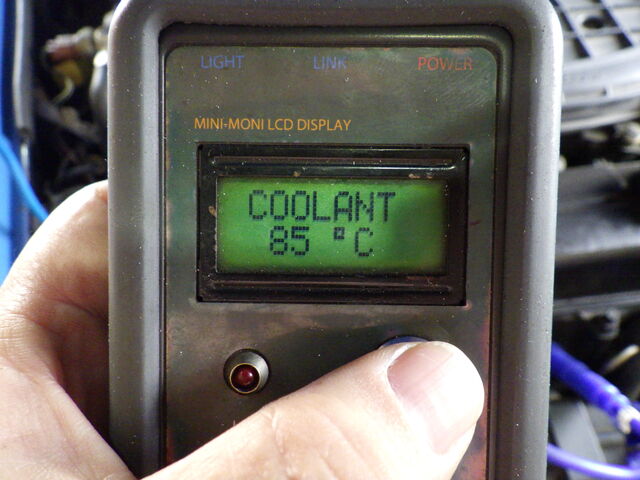 LIGHT LINK POWER
MINI-MONI LCD DISPLAY
COOLANT
85 °C